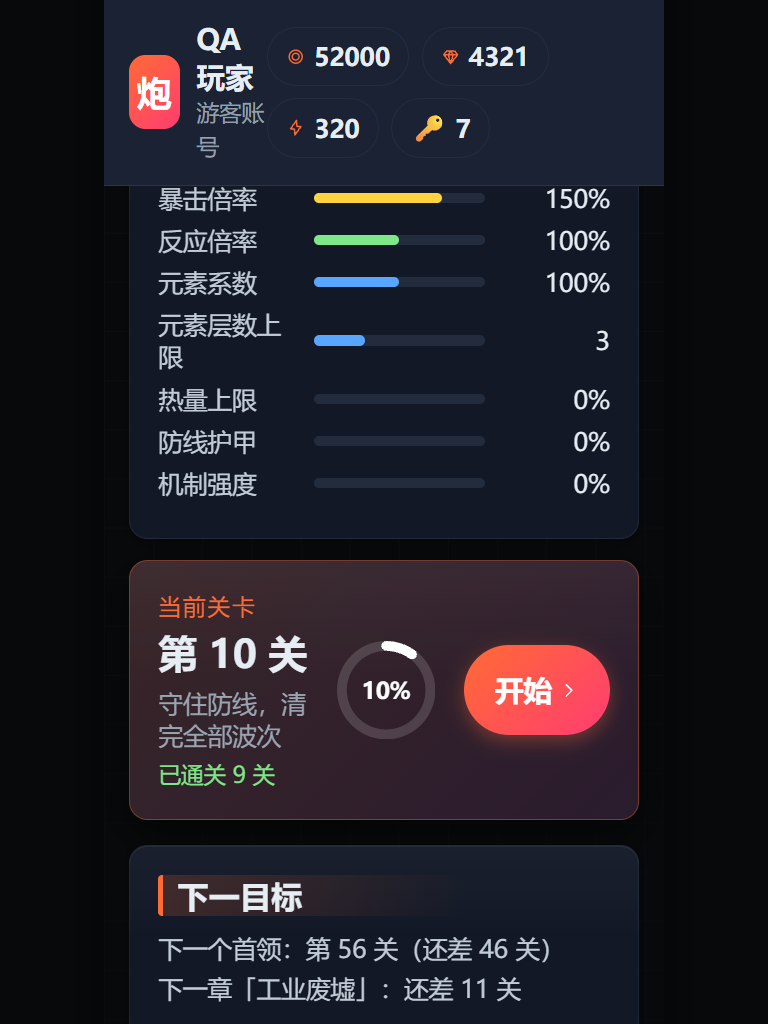 炮
QA
玩家
游客账
号
52000
4321
320
7
暴击倍率 150%
反应倍率 100%
元素系数 100%
元素层数上
限
3
热量上限 0%
防线护甲 0%
机制强度 0%
当前关卡
第 10 关
守住防线，清
完全部波次
已通关 9 关
10%
开始
下一目标
下一个首领：第 56 关（还差 46 关）
下一章「工业废墟」：还差 11 关